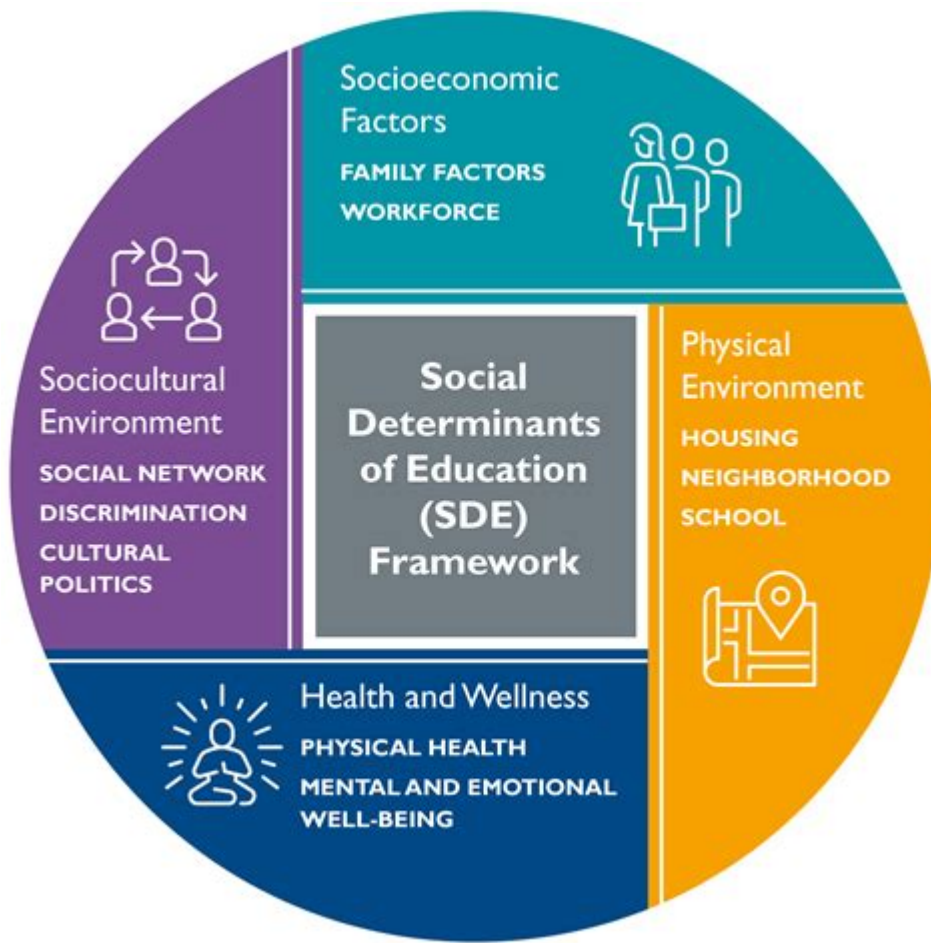 Socioeconomic
Factors
FAMILY FACTORS
WORKFORCE
Sociocultural
Environment
SOCIAL NETWORK
DISCRIMINATION
CULTURAL
POLITICS
Social
Determinants
of Education
(SDE)
Framework
Physical
Environment
HOUSING
NEIGHBORHOOD
SCHOOL
Health and Wellness
PHYSICAL HEALTH
MENTAL AND EMOTIONAL
WELL-BEING